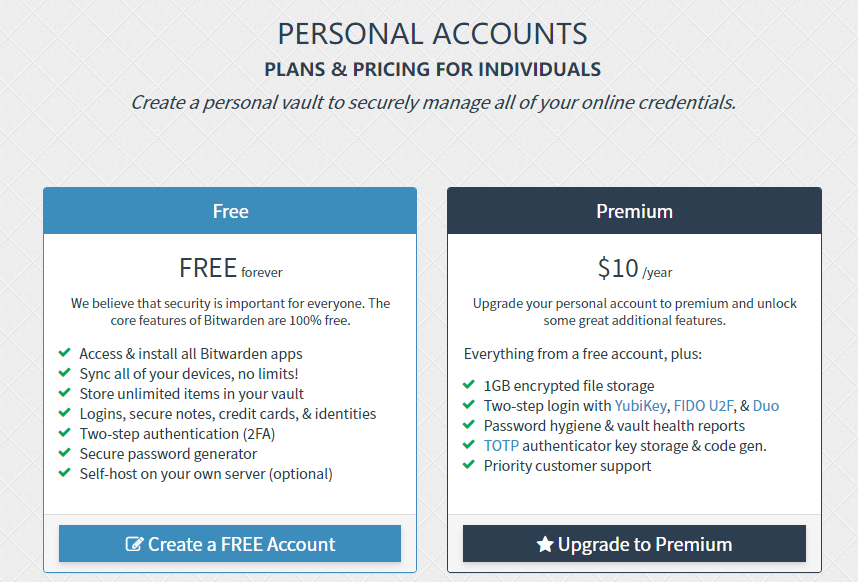 PERSONAL ACCOUNTS
PLANS & PRICING FOR INDIVIDUALS
Create a personal vault to securely manage all of your online credentials.
Free
FREE forever
We believe that security is important for everyone. The
core features of Bitwarden are 100% free.
Access & install all Bitwarden apps
Sync all of your devices, no limits!
Store unlimited items in your vault
Logins, secure notes, credit cards, & identities
Two-step authentication (2FA)
Secure password generator
Self-host on your own server (optional)
Create a FREE Account
Premium
$10 /year
Upgrade your personal account to premium and unlock
some great additional features.
Everything from a free account, plus:
1GB encrypted file storage
Two-step login with YubiKey, FIDO U2F, & Duo
Password hygiene & vault health reports
TOTP authenticator key storage & code gen.
Priority customer support
Upgrade to Premium